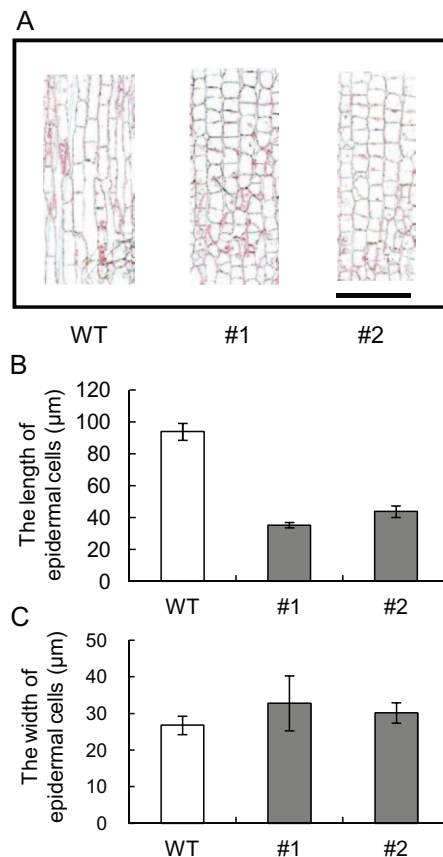 A
WT #1 #2
B
The length of
epidermal cells (μm)
120
100
80
60
40
20
0
WT #1 #2
C
The width of
epidermal cells (μm)
50
40
30
20
10
0
WT #1 #2